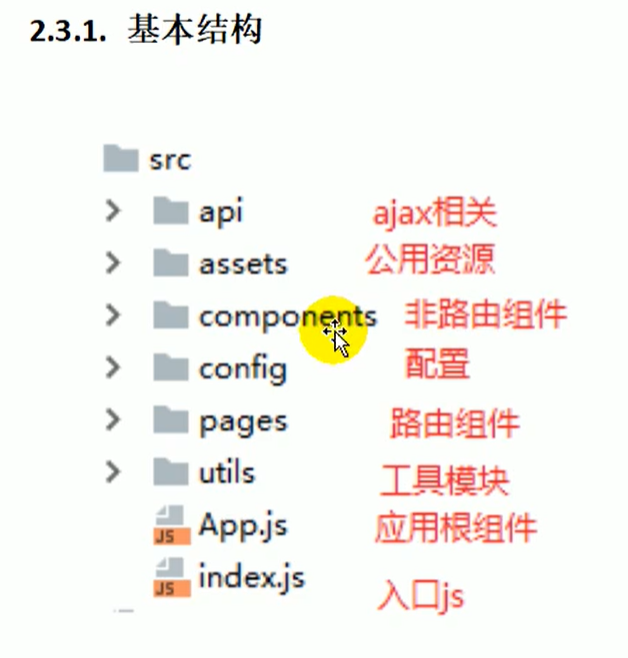 2.3.1. 基本结构
src
api ajax相关
assets 公用资源
components 非路由组件
config 配置
pages 路由组件
utils 工具模块
JS App.js 应用根组件
JS index.js 入口js